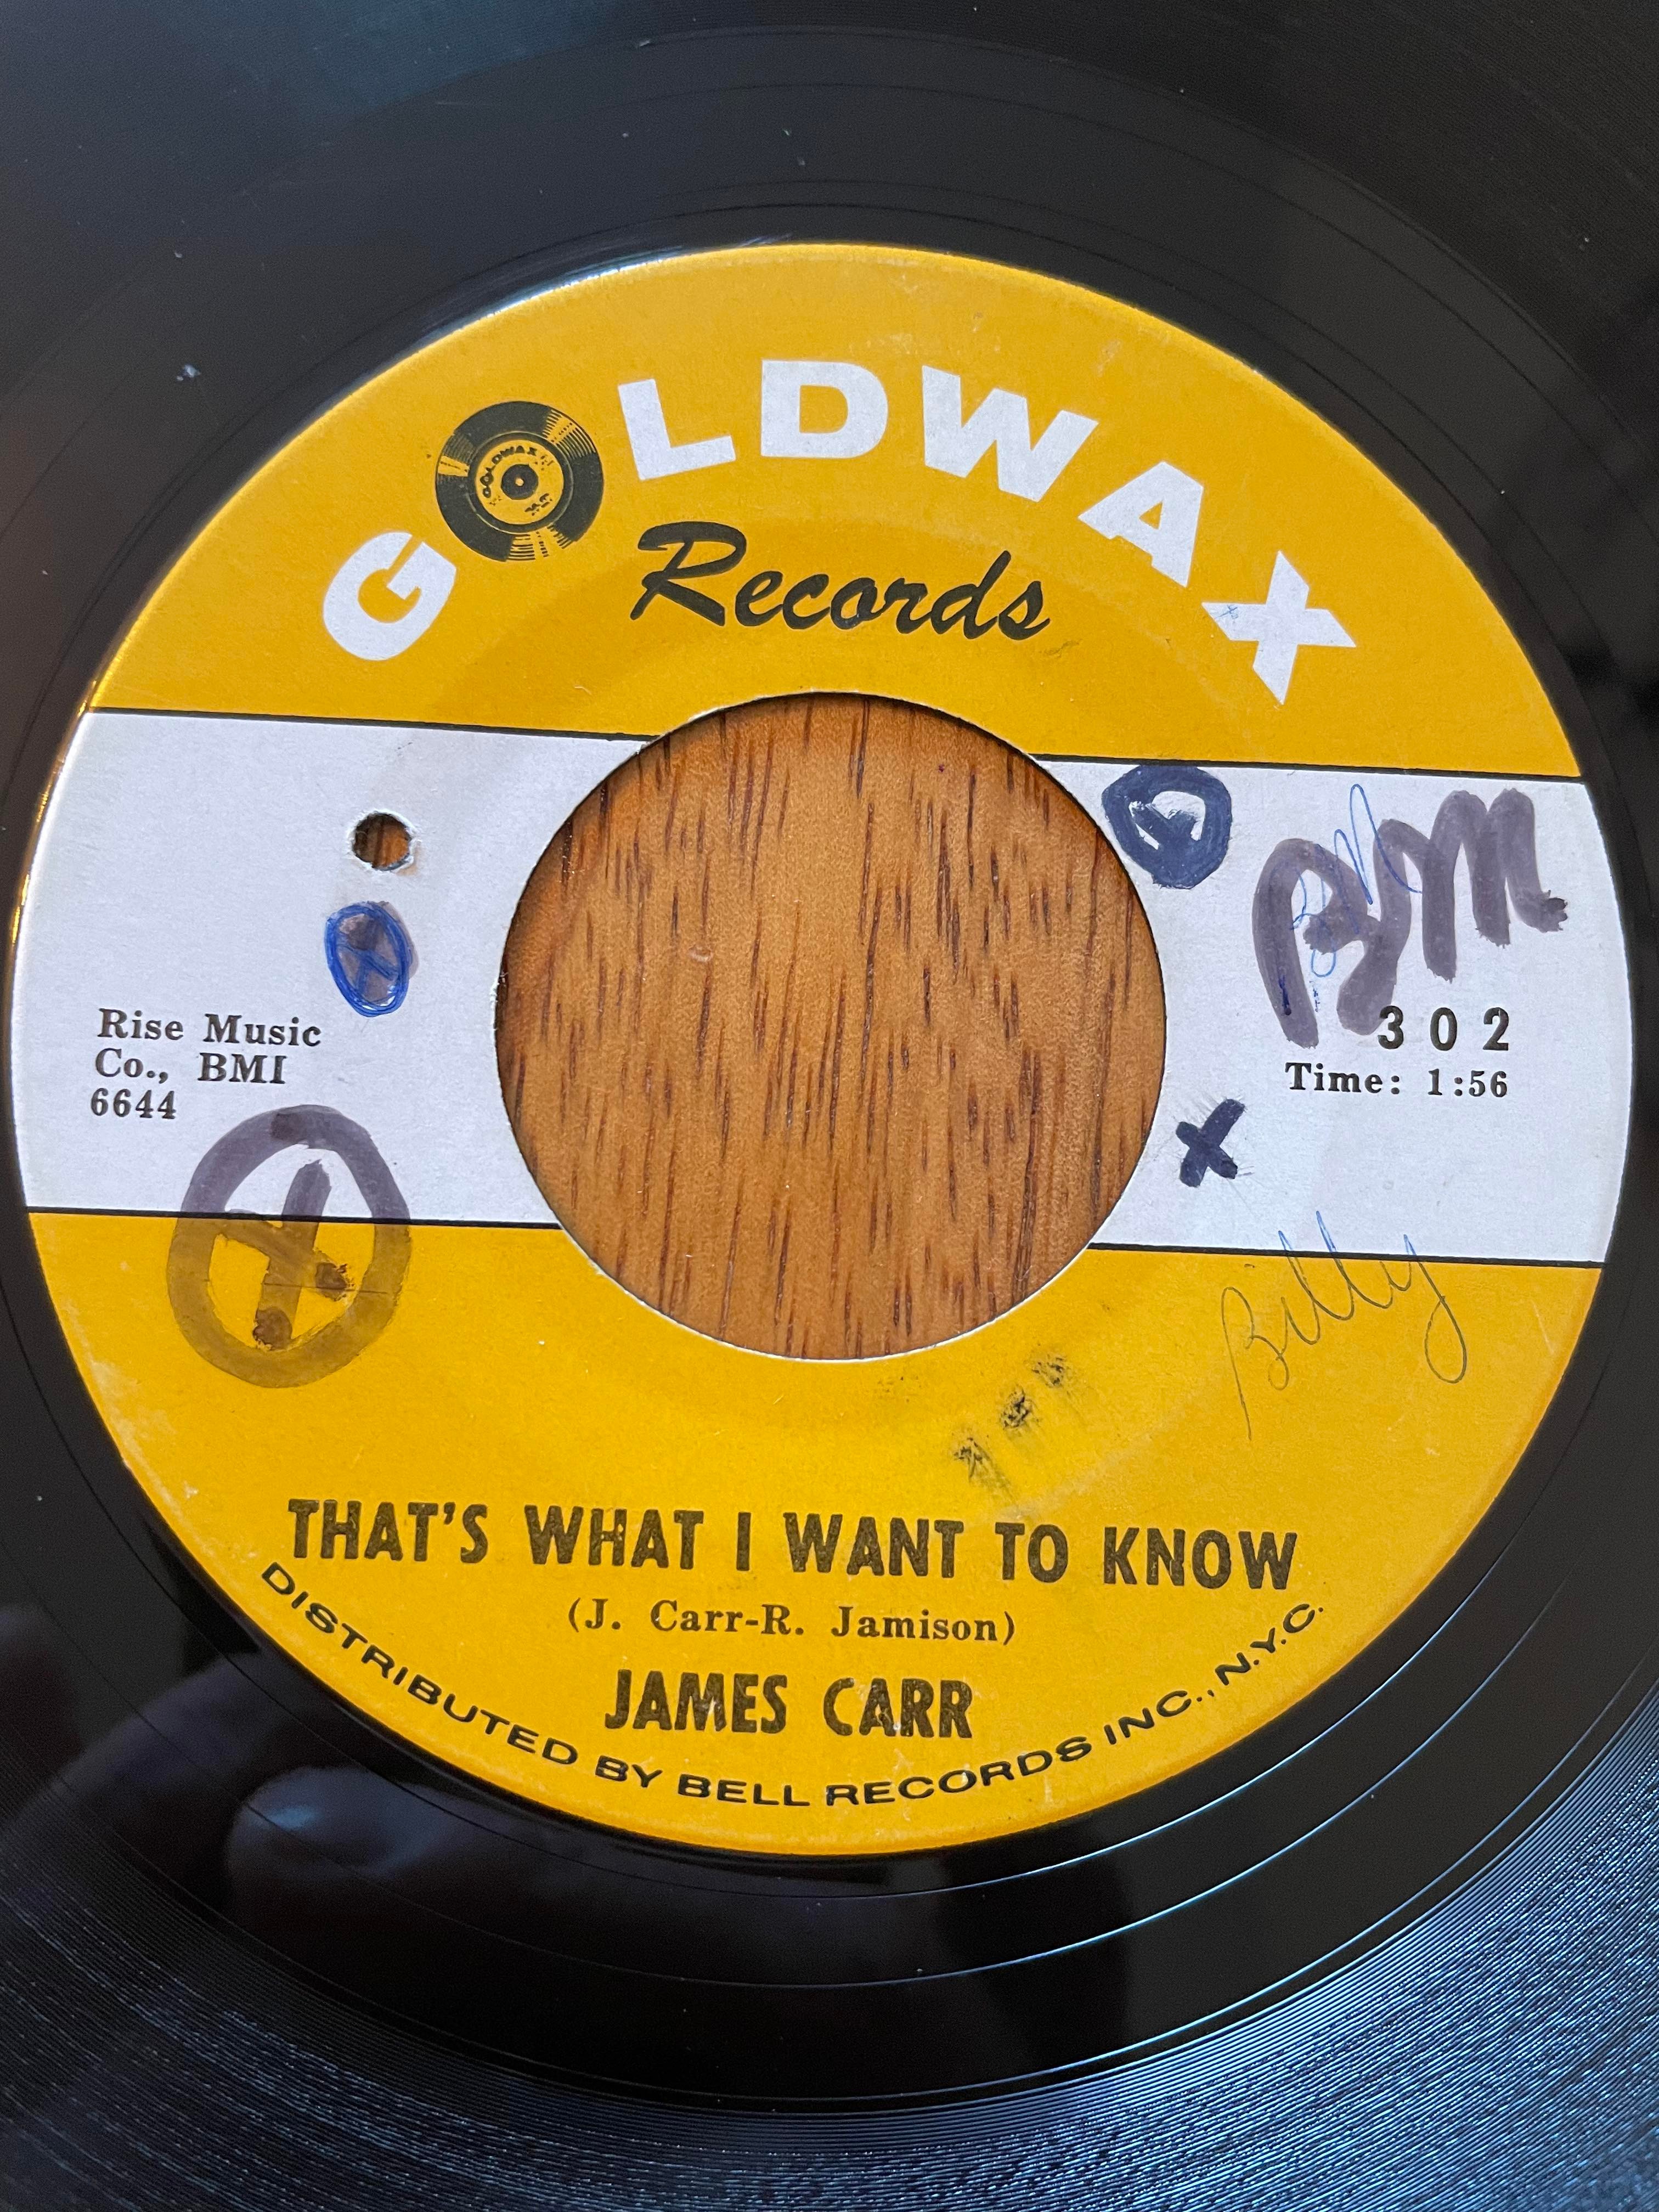 GOLDWAX
Records
BM
BM
Rise Music
Co., BMI
6644
302
Time: 1:56
Billy
THAT'S WHAT I WANT TO KNOW
(J. Carr-R. Jamison)
JAMES CARR
DISTRIBUTED BY BELL RECORDS INC., N.Y.C.